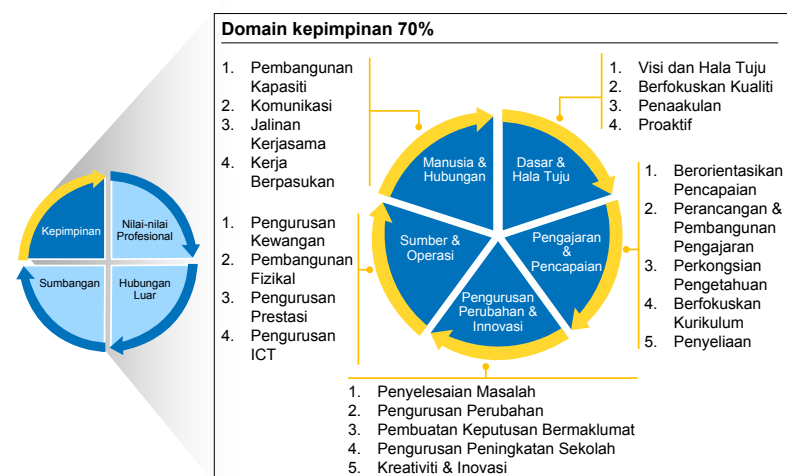 Domain kepimpinan 70%
1. Pembangunan
Kapasiti
2. Komunikasi
3. Jalinan
Kerjasama
4. Kerja
Berpasukan
1. Visi dan Hala Tuju
2. Berfokuskan Kualiti
3. Penaakulan
4. Proaktif
Manusia &
Hubungan
Dasar &
Hala Tuju
Kepimpinan
Nilai-nilai
Profesional
Sumbangan
Hubungan
Luar
1. Pengurusan
Kewangan
2. Pembangunan
Fizikal
3. Pengurusan
Prestasi
4. Pengurusan
ICT
Sumber &
Operasi
Pengajaran
&
Pencapaian
Pengurusan
Perubahan &
Innovasi
1. Berorientasikan
Pencapaian
2. Perancangan &
Pembangunan
Pengajaran
3. Perkongsian
Pengetahuan
4. Berfokuskan
Kurikulum
5. Penyeliaan
1. Penyelesaian Masalah
2. Pengurusan Perubahan
3. Pembuatan Keputusan Bermaklumat
4. Pengurusan Peningkatan Sekolah
5. Kreativiti & Inovasi